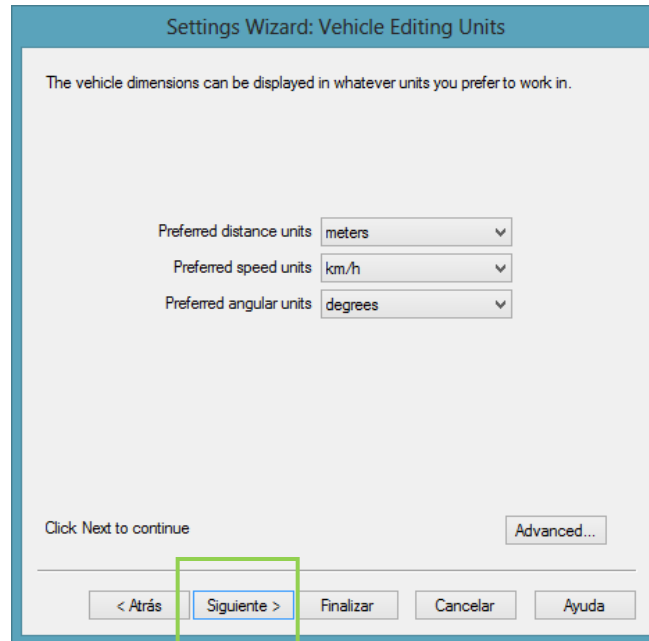 Settings Wizard: Vehicle Editing Units
The vehicle dimensions can be displayed in whatever units you prefer to work in.
Preferred distance units meters
Preferred speed units km/h
Preferred angular units degrees
Click Next to continue
Advanced...
< Atrás Siguiente > Finalizar Cancelar Ayuda